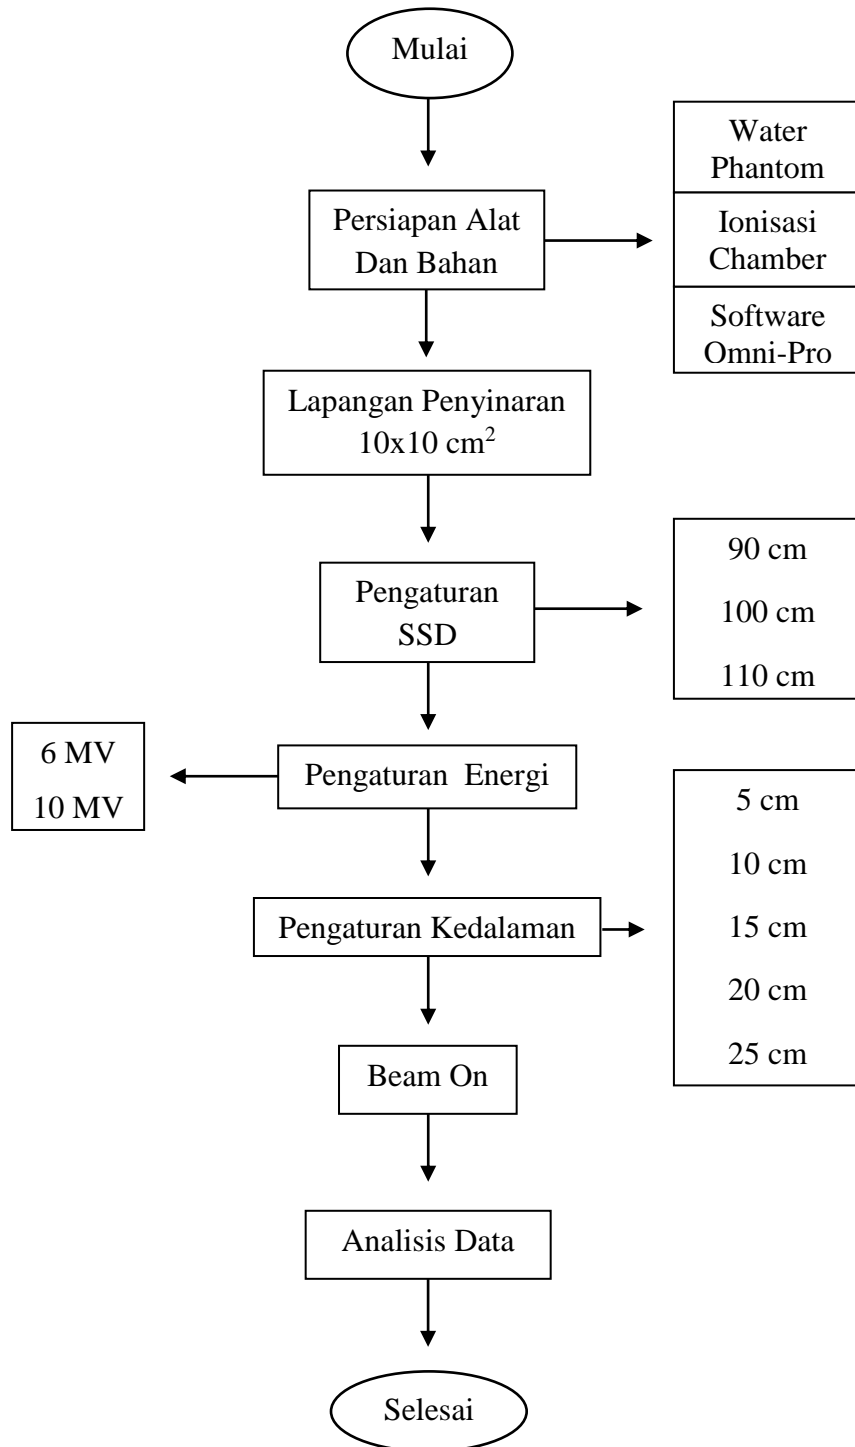 Mulai
Persiapan Alat
Dan Bahan
Water
Phantom
Ionisasi
Chamber
Software
Omni-Pro
Lapangan Penyinaran
10x10 cm²
Pengaturan
SSD
90 cm
100 cm
110 cm
Pengaturan Energi
6 MV
10 MV
Pengaturan Kedalaman
5 cm
10 cm
15 cm
20 cm
25 cm
Beam On
Analisis Data
Selesai